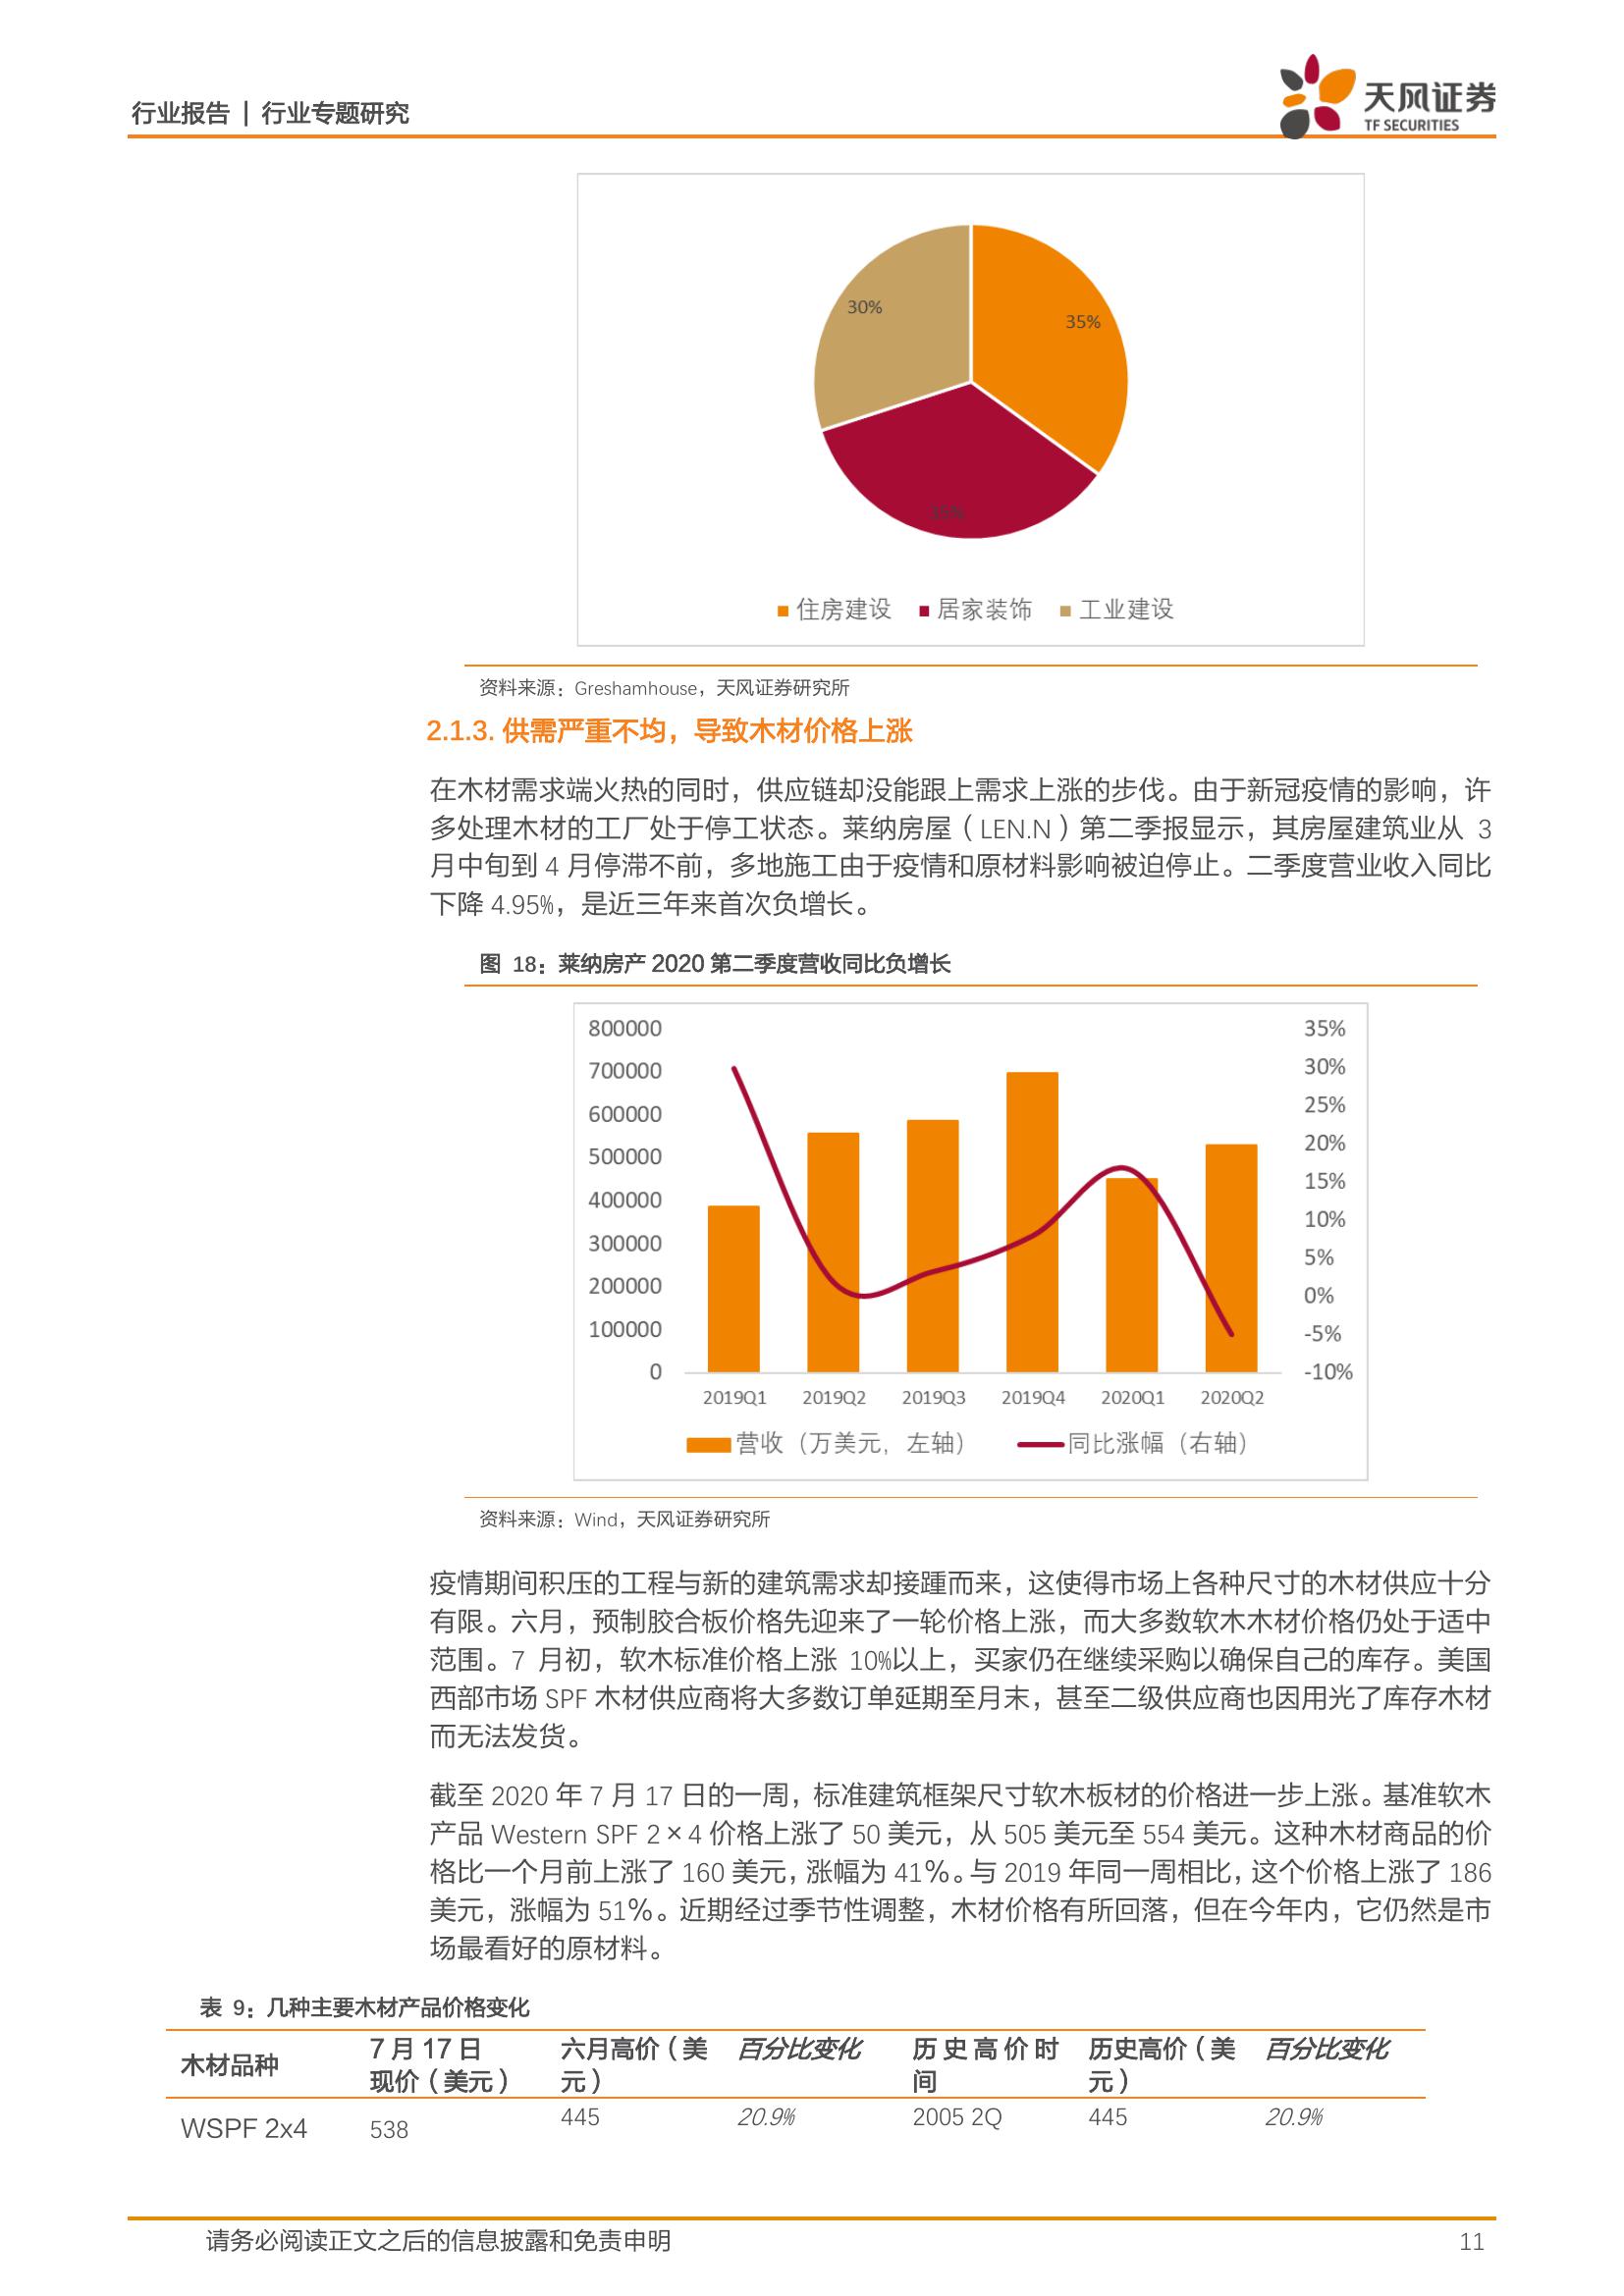 行业报告 | 行业专题研究
天风证券
TF SECURITIES
30%
35%
35%
住房建设 居家装饰 工业建设
资料来源：Greshamhouse，天风证券研究所
2.1.3. 供需严重不均，导致木材价格上涨
在木材需求端火热的同时，供应链却没能跟上需求上涨的步伐。由于新冠疫情的影响，许
多处理木材的工厂处于停工状态。莱纳房屋（LEN.N）第二季报显示，其房屋建筑业从 3
月中旬到 4 月停滞不前，多地施工由于疫情和原材料影响被迫停止。二季度营业收入同比
下降 4.95%，是近三年来首次负增长。
图 18：莱纳房产 2020 第二季度营收同比负增长
800000 35%
700000 30%
600000 25%
500000 20%
400000 15%
300000 10%
200000 5%
100000 0%
0 -5%
-10%
2019Q1 2019Q2 2019Q3 2019Q4 2020Q1 2020Q2
营收（万美元，左轴） 同比涨幅（右轴）
资料来源：Wind，天风证券研究所
疫情期间积压的工程与新的建筑需求却接踵而来，这使得市场上各种尺寸的木材供应十分
有限。六月，预制胶合板价格先迎来了一轮价格上涨，而大多数软木木材价格仍处于适中
范围。7 月初，软木标准价格上涨 10%以上，买家仍在继续采购以确保自己的库存。美国
西部市场 SPF 木材供应商将大多数订单延期至月末，甚至二级供应商也因用光了库存木材
而无法发货。
截至 2020 年 7 月 17 日的一周，标准建筑框架尺寸软木板材的价格进一步上涨。基准软木
产品 Western SPF 2×4 价格上涨了 50 美元，从 505 美元至 554 美元。这种木材商品的价
格比一个月前上涨了 160 美元，涨幅为 41％。与 2019 年同一周相比，这个价格上涨了 186
美元，涨幅为 51％。近期经过季节性调整，木材价格有所回落，但在今年内，它仍然是市
场最看好的原材料。
表 9：几种主要木材产品价格变化
木材品种 7 月 17 日现价（美元） 六月高价（美元） 百分比变化 历史高价时间 历史高价（美元） 百分比变化
WSPF 2x4 538 445 20.9% 2005 2Q 445 20.9%
请务必阅读正文之后的信息披露和免责申明 11